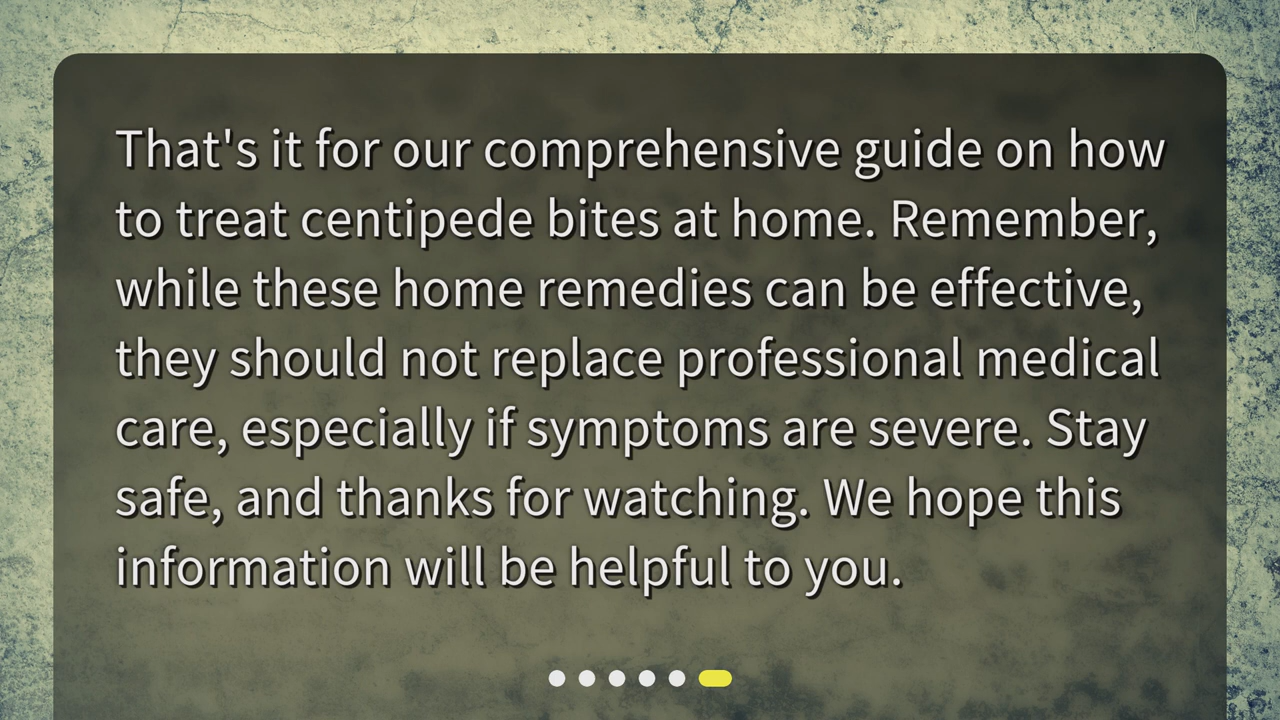 That's it for our comprehensive guide on how
to treat centipede bites at home. Remember,
while these home remedies can be effective,
they should not replace professional medical
care, especially if symptoms are severe. Stay
safe, and thanks for watching. We hope this
information will be helpful to you.